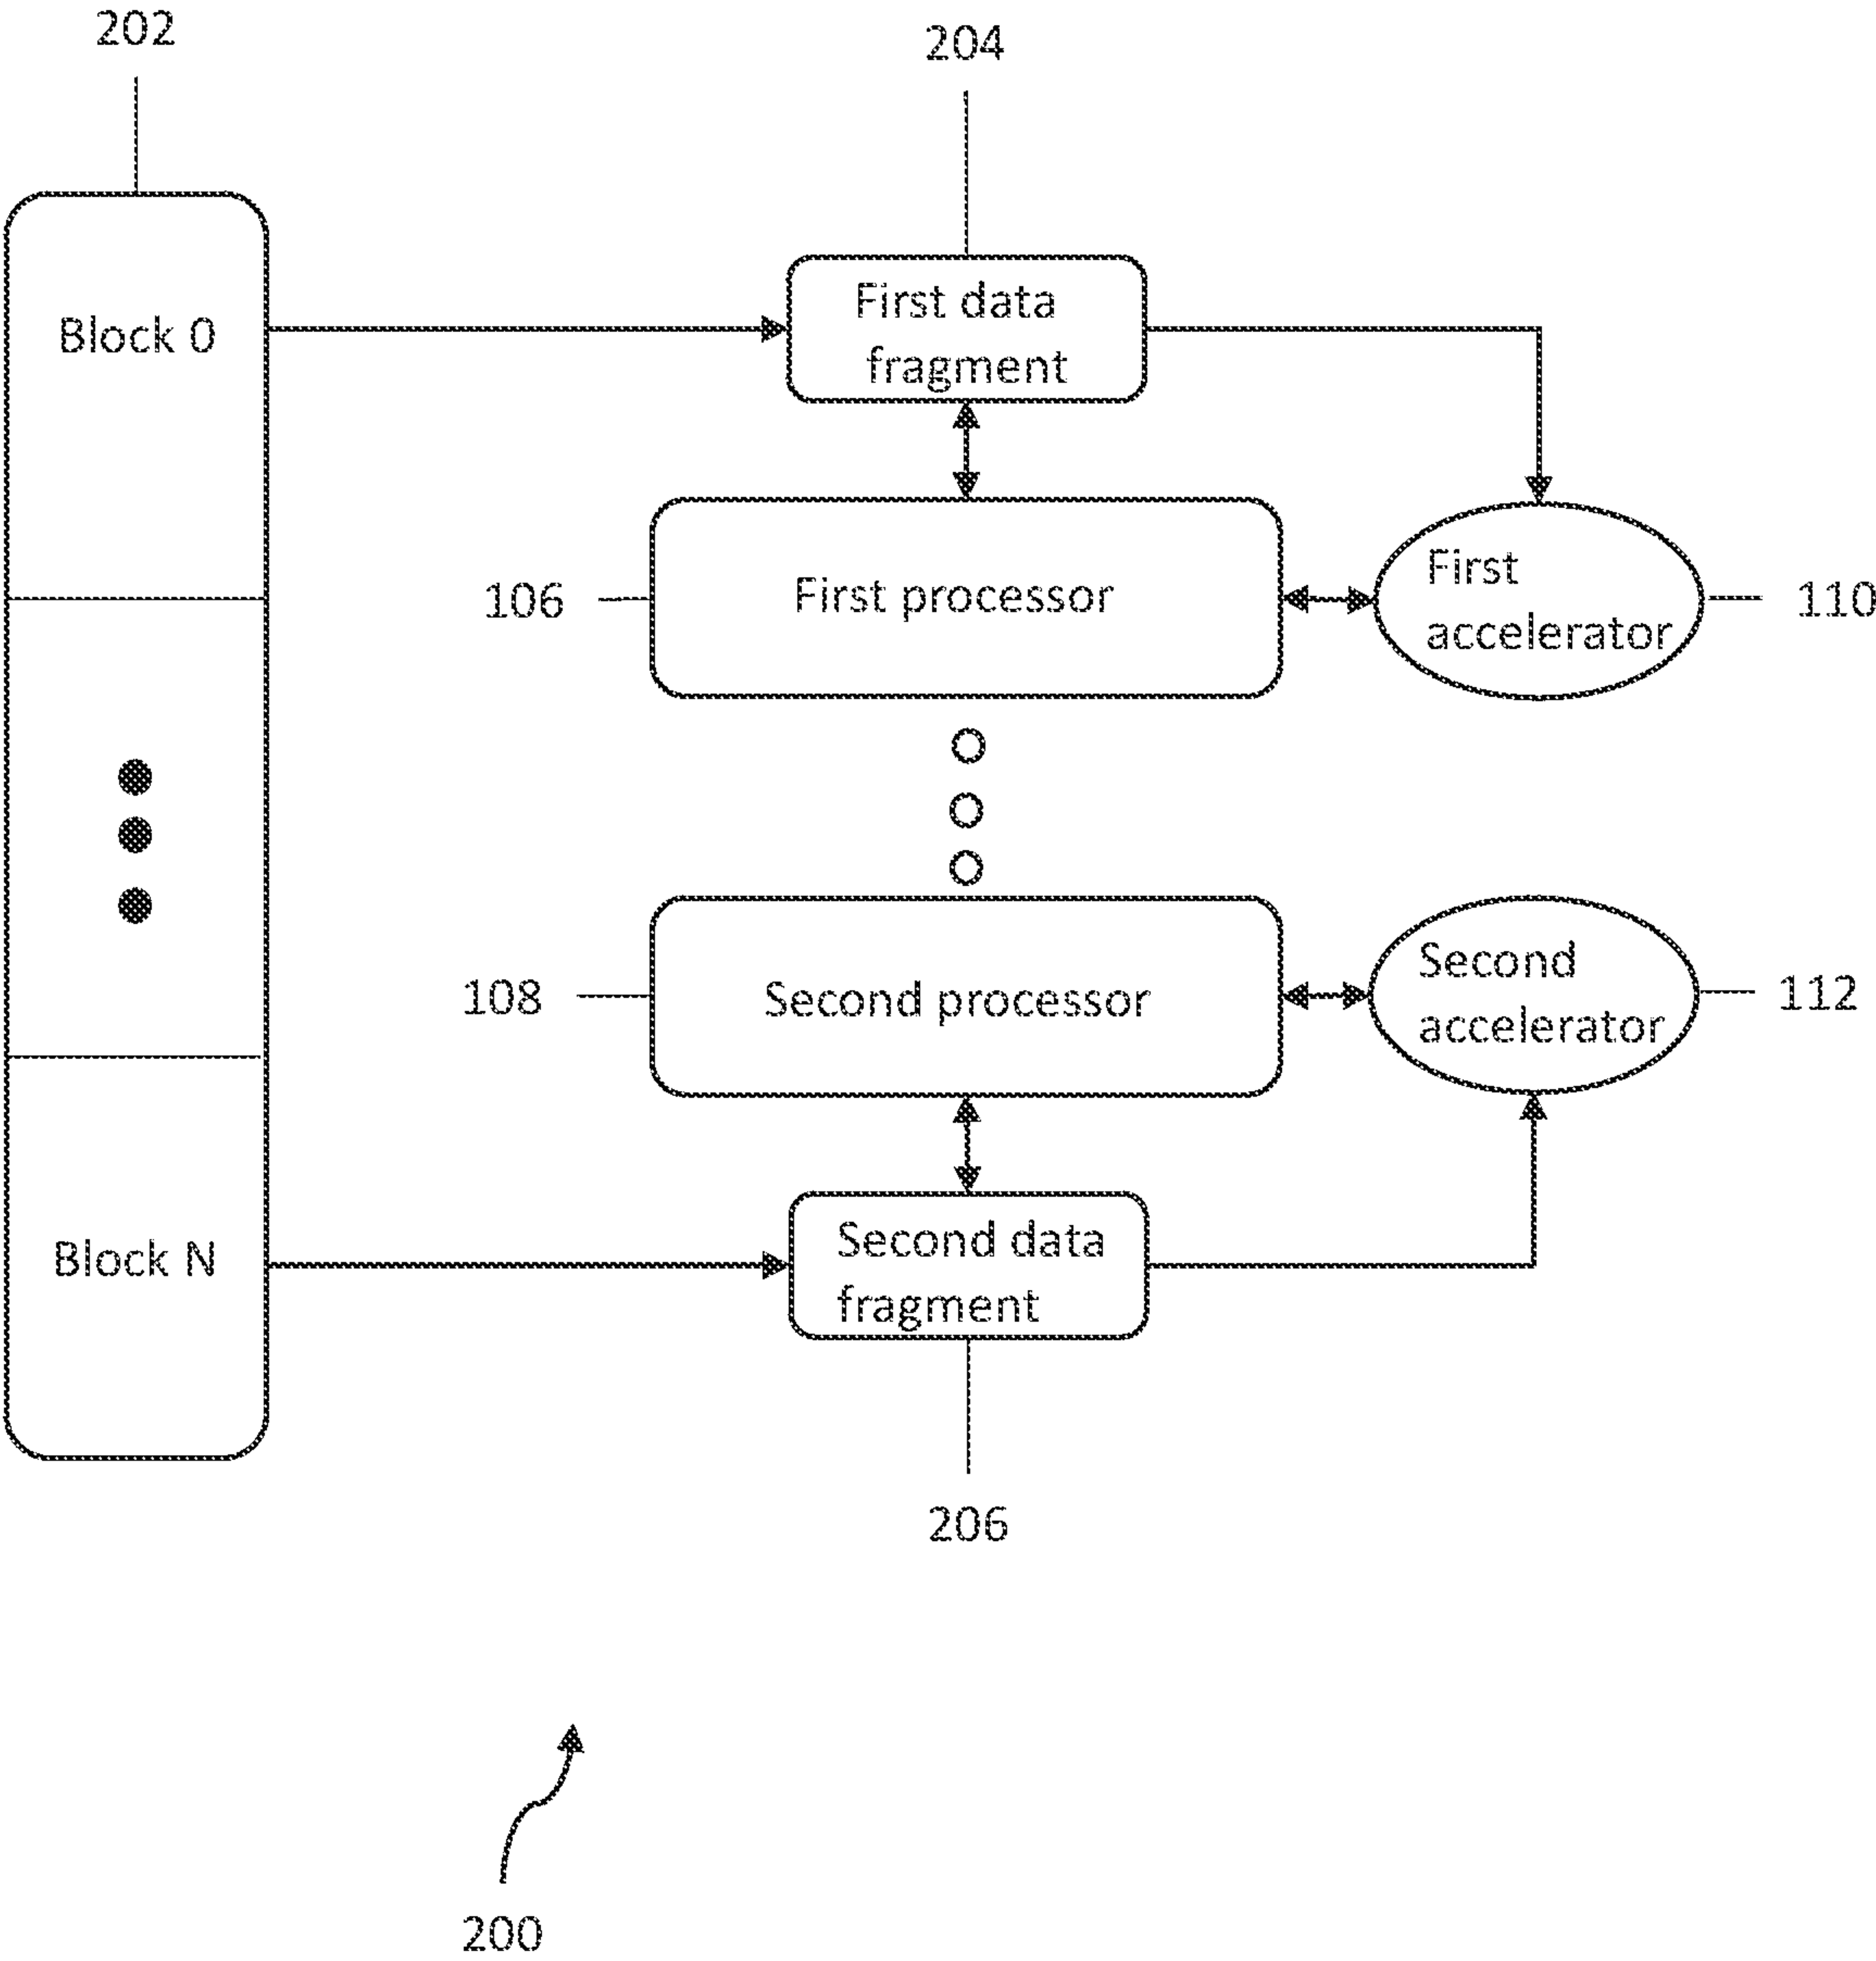 202
204
Block 0
First data
fragment
106
First processor
First
accelerator
110
108
Second processor
Second
accelerator
112
Block N
Second data
fragment
206
200